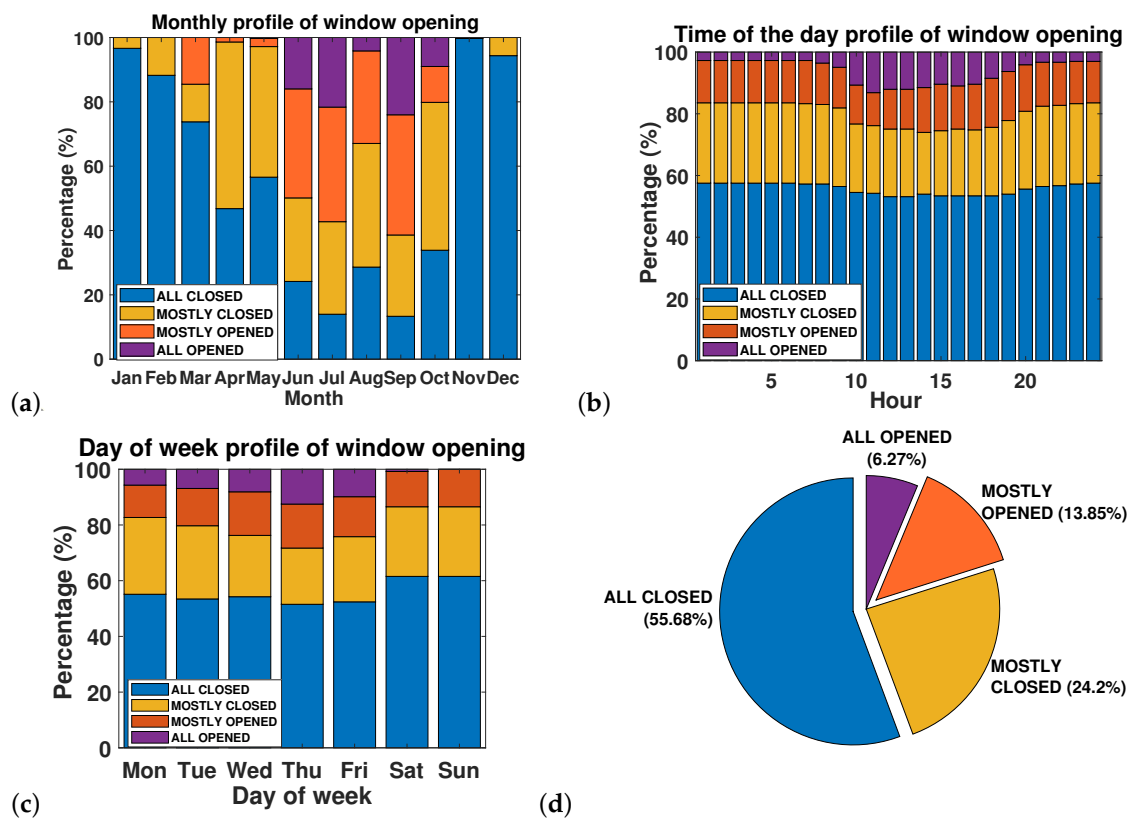 Monthly profile of window opening
100
80
60
40
20
0
Percentage (%)
ALL CLOSED
MOSTLY CLOSED
MOSTLY OPENED
ALL OPENED
Jan Feb Mar Apr May Jun Jul Aug Sep Oct Nov Dec
Month
(a).
Time of the day profile of window opening
100
80
60
40
20
0
Percentage (%)
ALL CLOSED
MOSTLY CLOSED
MOSTLY OPENED
ALL OPENED
5 10 15 20
Hour
(b)
Day of week profile of window opening
100
80
60
40
20
0
Percentage (%)
ALL CLOSED
MOSTLY CLOSED
MOSTLY OPENED
ALL OPENED
Mon Tue Wed Thu Fri Sat Sun
Day of week
(c)
ALL OPENED
(6.27%)
MOSTLY
OPENED (13.85%)
ALL CLOSED
(55.68%)
MOSTLY
CLOSED (24.2%)
(d)